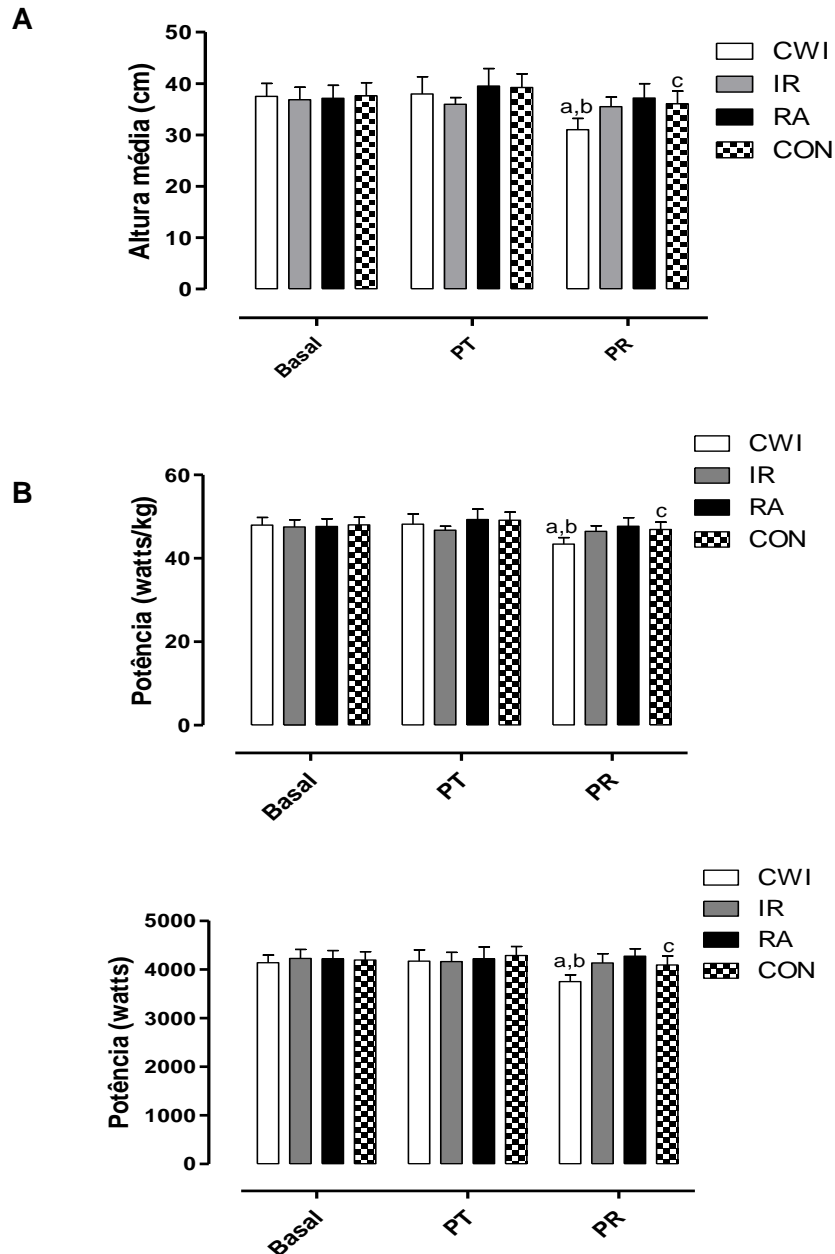 A
Altura média (cm)
50
40
30
20
10
0
a,b
c
Basal
PT
PR
CWI
IR
RA
CON
B
Potência (watts/kg)
60
40
20
0
a,b
c
Basal
PT
PR
CWI
IR
RA
CON
Potência (watts)
5000
4000
3000
2000
1000
0
a,b
c
Basal
PT
PR
CWI
IR
RA
CON